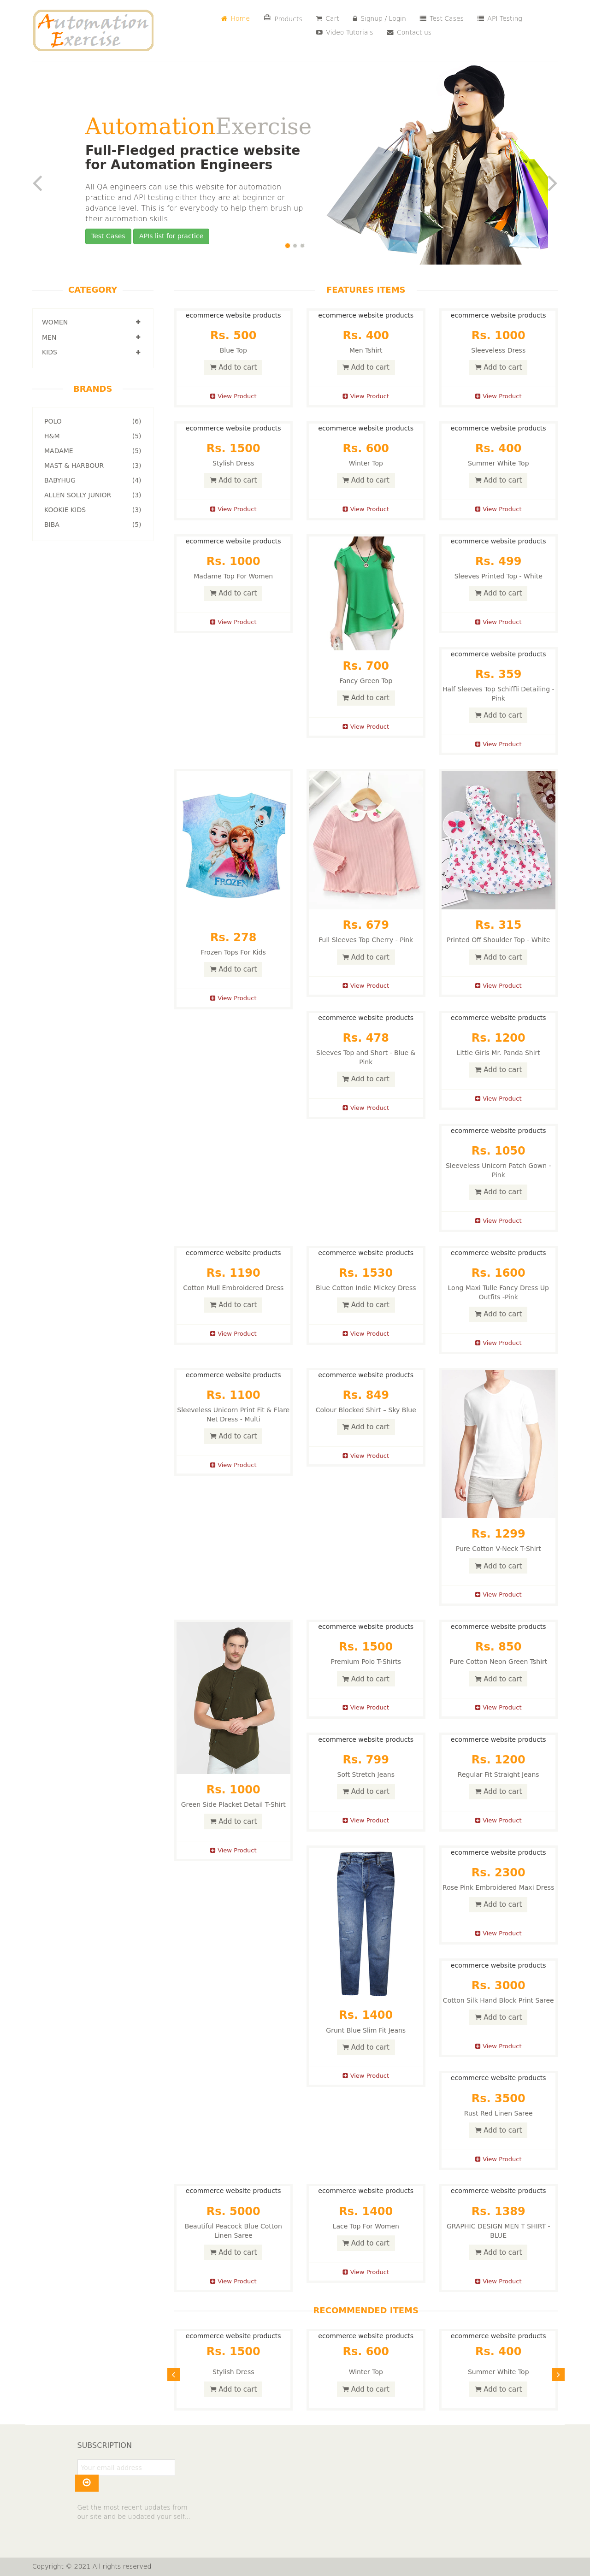 Automation
Exercise
Home
Products
Cart
Signup / Login
Test Cases
API Testing
Video Tutorials
Contact us
AutomationExercise
Full-Fledged practice website
for Automation Engineers
All QA engineers can use this website for automation
practice and API testing either they are at beginner or
advance level. This is for everybody to help them brush up
their automation skills.
Test Cases
APIs list for practice
CATEGORY
WOMEN
MEN
KIDS
BRANDS
POLO (6)
H&M (5)
MADAME (5)
MAST & HARBOUR (3)
BABYHUG (4)
ALLEN SOLLY JUNIOR (3)
KOOKIE KIDS (3)
BIBA (5)
FEATURES ITEMS
ecommerce website products
Rs. 500
Blue Top
Add to cart
View Product
ecommerce website products
Rs. 400
Men Tshirt
Add to cart
View Product
ecommerce website products
Rs. 1000
Sleeveless Dress
Add to cart
View Product
ecommerce website products
Rs. 1500
Stylish Dress
Add to cart
View Product
ecommerce website products
Rs. 600
Winter Top
Add to cart
View Product
ecommerce website products
Rs. 400
Summer White Top
Add to cart
View Product
ecommerce website products
Rs. 1000
Madame Top For Women
Add to cart
View Product
Rs. 700
Fancy Green Top
Add to cart
View Product
ecommerce website products
Rs. 499
Sleeves Printed Top - White
Add to cart
View Product
ecommerce website products
Rs. 359
Half Sleeves Top Schiffli Detailing -
Pink
Add to cart
View Product
FROZEN
Rs. 278
Frozen Tops For Kids
Add to cart
View Product
Rs. 679
Full Sleeves Top Cherry - Pink
Add to cart
View Product
Rs. 315
Printed Off Shoulder Top - White
Add to cart
View Product
ecommerce website products
Rs. 478
Sleeves Top and Short - Blue &
Pink
Add to cart
View Product
ecommerce website products
Rs. 1200
Little Girls Mr. Panda Shirt
Add to cart
View Product
ecommerce website products
Rs. 1050
Sleeveless Unicorn Patch Gown -
Pink
Add to cart
View Product
ecommerce website products
Rs. 1190
Cotton Mull Embroidered Dress
Add to cart
View Product
ecommerce website products
Rs. 1530
Blue Cotton Indie Mickey Dress
Add to cart
View Product
ecommerce website products
Rs. 1600
Long Maxi Tulle Fancy Dress Up
Outfits -Pink
Add to cart
View Product
ecommerce website products
Rs. 1100
Sleeveless Unicorn Print Fit & Flare
Net Dress - Multi
Add to cart
View Product
ecommerce website products
Rs. 849
Colour Blocked Shirt – Sky Blue
Add to cart
View Product
Rs. 1299
Pure Cotton V-Neck T-Shirt
Add to cart
View Product
Rs. 1000
Green Side Placket Detail T-Shirt
Add to cart
View Product
ecommerce website products
Rs. 1500
Premium Polo T-Shirts
Add to cart
View Product
ecommerce website products
Rs. 850
Pure Cotton Neon Green Tshirt
Add to cart
View Product
ecommerce website products
Rs. 799
Soft Stretch Jeans
Add to cart
View Product
ecommerce website products
Rs. 1200
Regular Fit Straight Jeans
Add to cart
View Product
Rs. 1400
Grunt Blue Slim Fit Jeans
Add to cart
View Product
ecommerce website products
Rs. 2300
Rose Pink Embroidered Maxi Dress
Add to cart
View Product
ecommerce website products
Rs. 3000
Cotton Silk Hand Block Print Saree
Add to cart
View Product
ecommerce website products
Rs. 3500
Rust Red Linen Saree
Add to cart
View Product
ecommerce website products
Rs. 5000
Beautiful Peacock Blue Cotton
Linen Saree
Add to cart
View Product
ecommerce website products
Rs. 1400
Lace Top For Women
Add to cart
View Product
ecommerce website products
Rs. 1389
GRAPHIC DESIGN MEN T SHIRT -
BLUE
Add to cart
View Product
RECOMMENDED ITEMS
ecommerce website products
Rs. 1500
Stylish Dress
Add to cart
ecommerce website products
Rs. 600
Winter Top
Add to cart
ecommerce website products
Rs. 400
Summer White Top
Add to cart
SUBSCRIPTION
Your email address
Get the most recent updates from
our site and be updated your self...
Copyright © 2021 All rights reserved